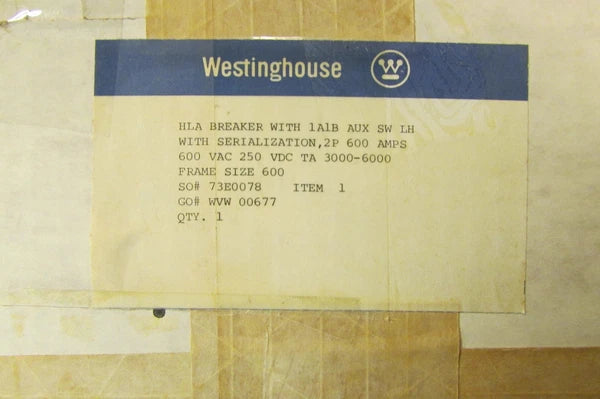 Westinghouse W
HLA BREAKER WITH 1A1B AUX SW LH
WITH SERIALIZATION,2P 600 AMPS
600 VAC 250 VDC TA 3000-6000
FRAME SIZE 600
SO# 73E0078 ITEM 1
GO# WVW 00677
QTY. 1